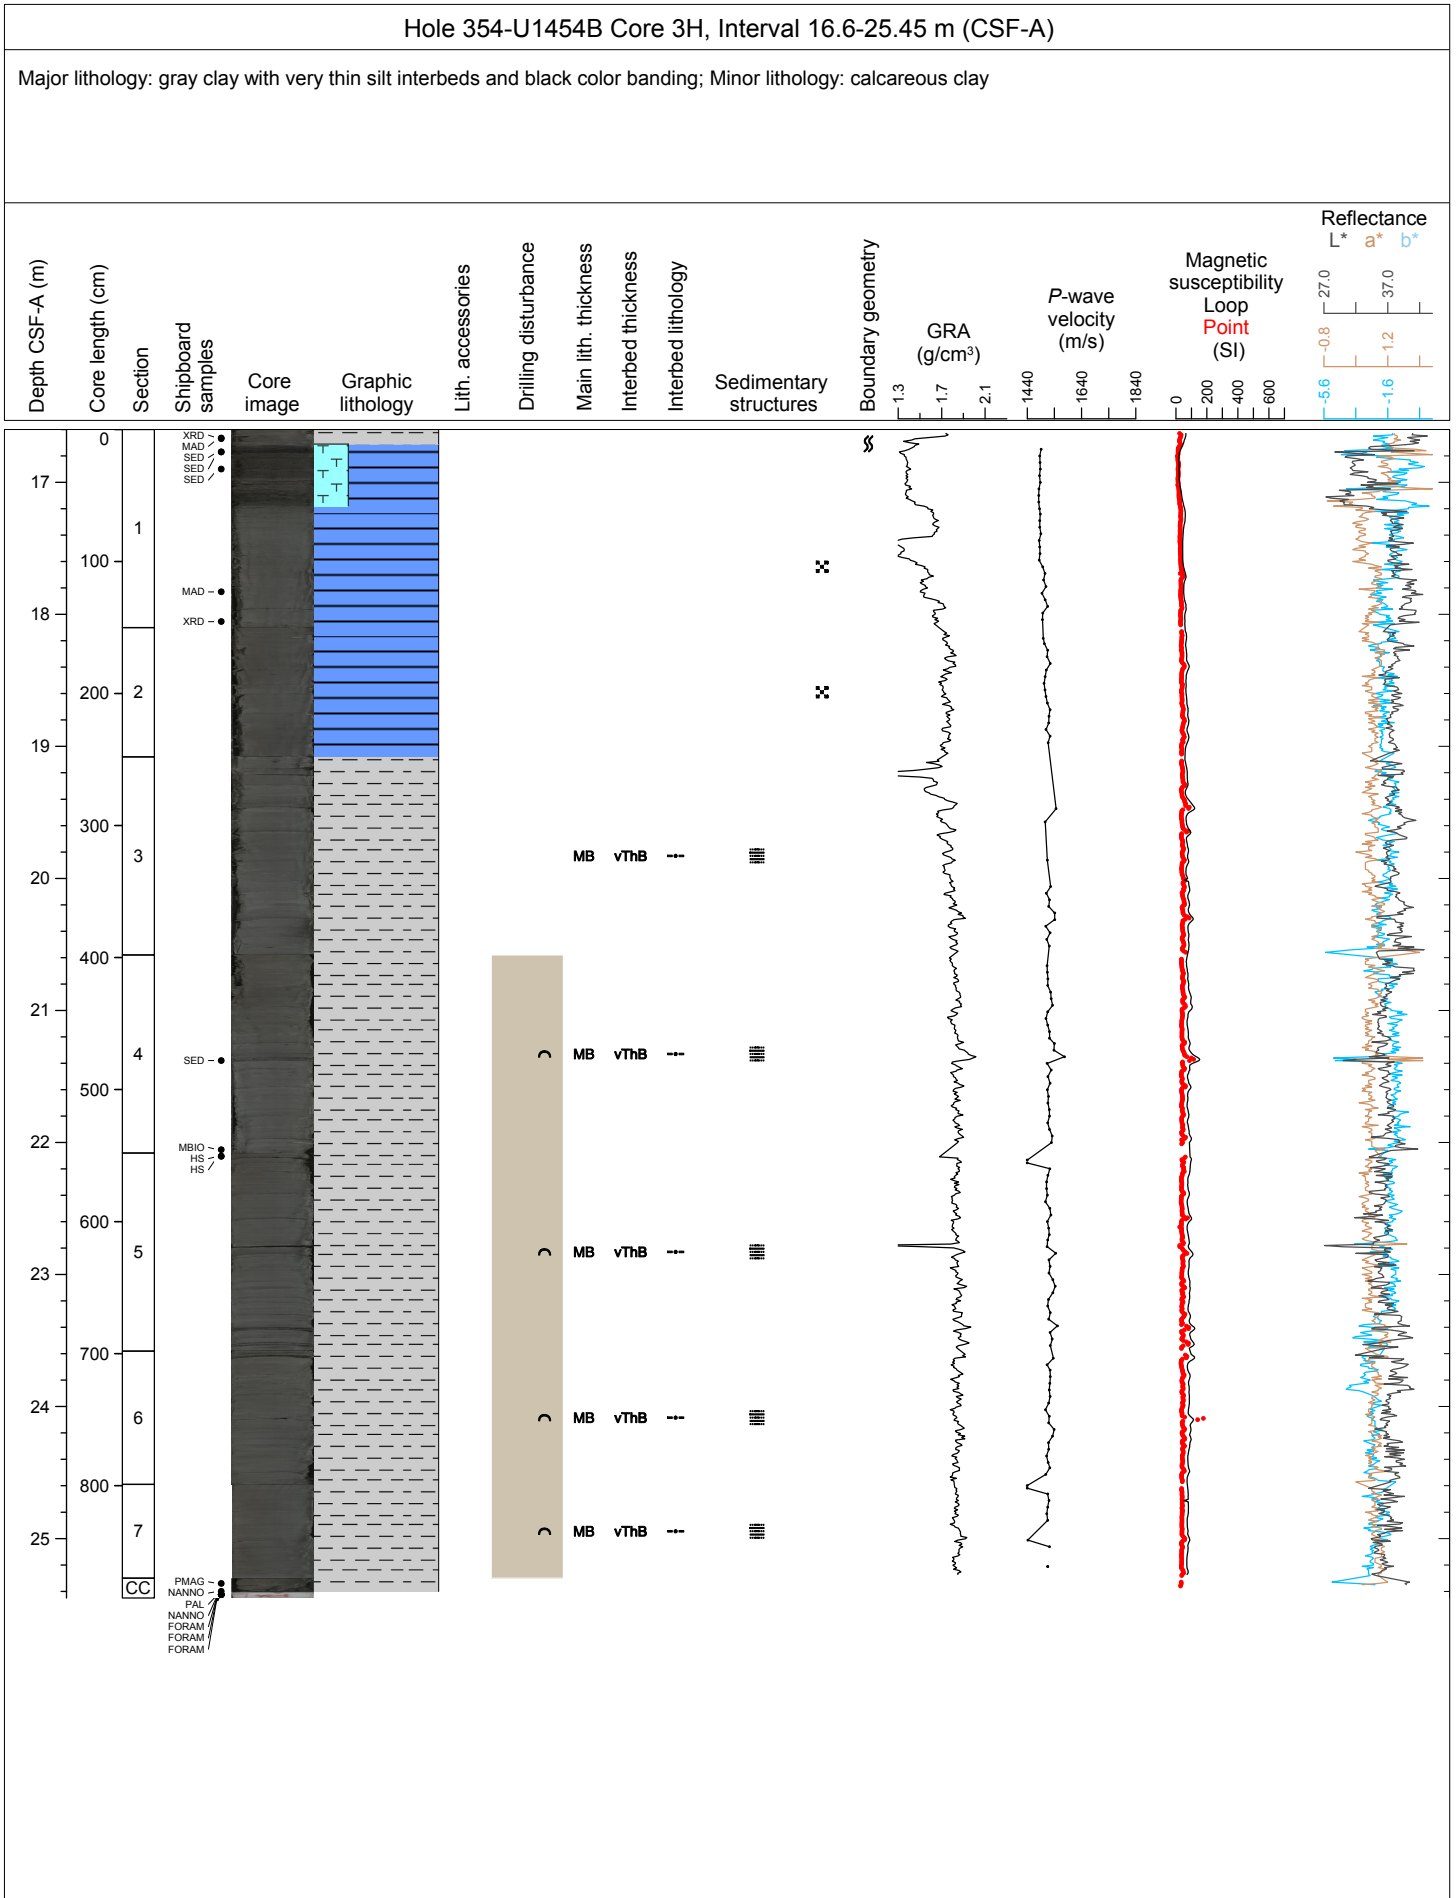 Hole 354-U1454B Core 3H, Interval 16.6-25.45 m (CSF-A)
Major lithology: gray clay with very thin silt interbeds and black color banding; Minor lithology: calcareous clay
Depth CSF-A (m)
Core length (cm)
Section
Shipboard
samples
Core
image
Graphic
lithology
Lith. accessories
Drilling disturbance
Main lith. thickness
Interbed thickness
Interbed lithology
Sedimentary
structures
Boundary geometry
GRA
(g/cm³)
1.3 1.7 2.1
P-wave
velocity
(m/s)
1440 1640 1840
Magnetic
susceptibility
Loop
Point
(SI)
0 200 400 600
Reflectance
L* a* b*
27.0 37.0
-0.8 1.2
-5.6 -1.6
0
XRD
MAD
SED
SED
SED
17
1
100
MAD
18
XRD
200
2
19
300
3
MB vThB
20
400
21
4
SED
MB vThB
500
22
MBIO
HS
HS
600
5
MB vThB
23
700
24
6
MB vThB
800
7
MB vThB
25
CC
PMAG
NANNO
PAL
NANNO
FORAM
FORAM
FORAM